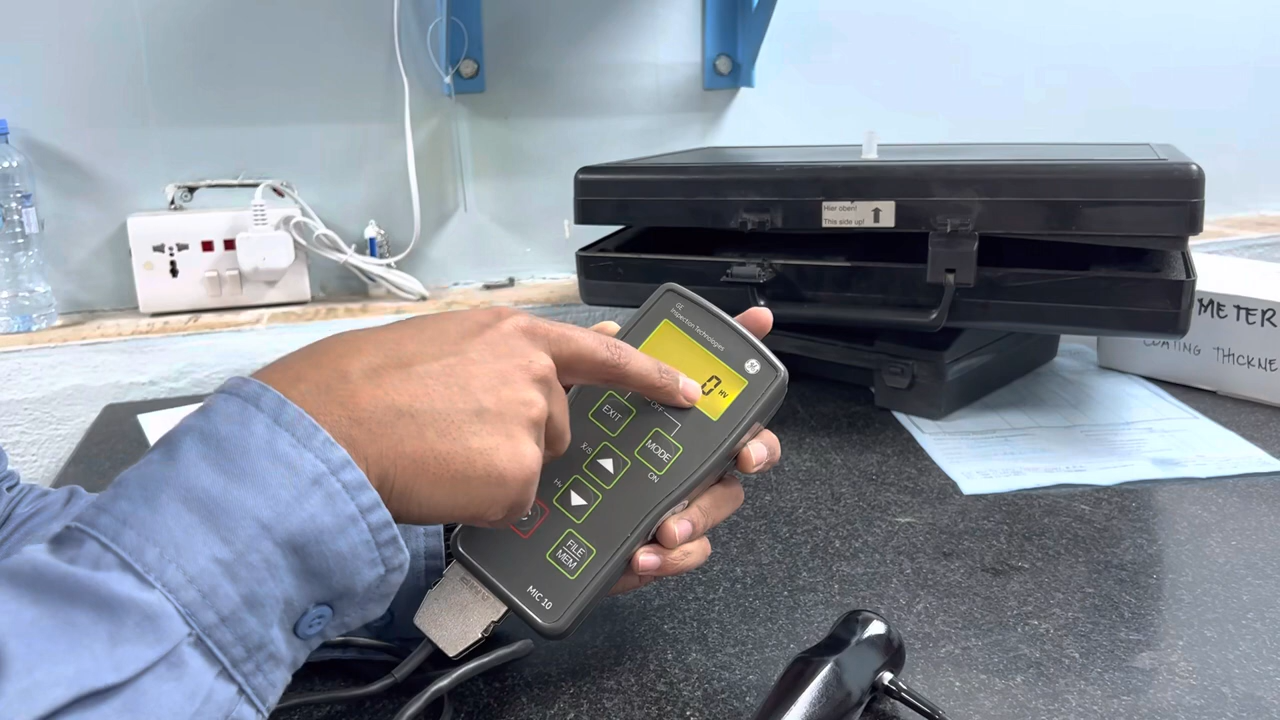 Hier oben!
This side up!
METER
COATING THICKNE
GE
Inspection Technologies
0 HV
OFF
EXIT
MODE
X/S
ON
HV
FILE
MEM
MIC 10